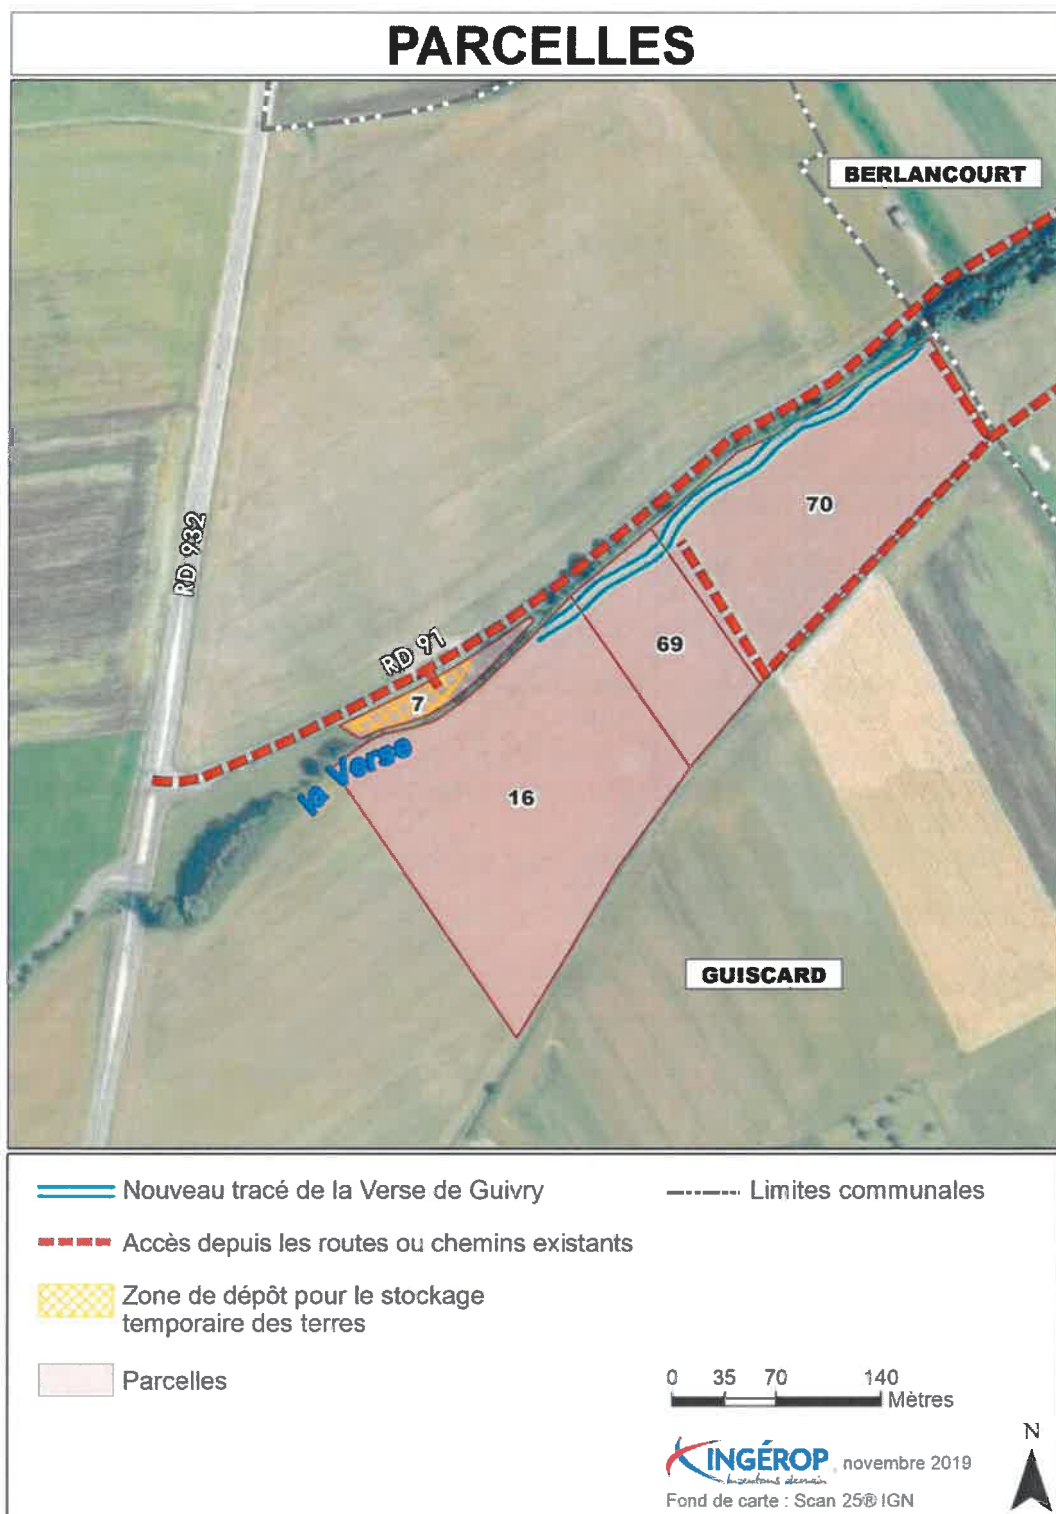 PARCELLES
BERLANCOURT
RD 932
70
69
RD 91
7
la Verse
16
GUISCARD
Nouveau tracé de la Verse de Guivry
Limites communales
Accès depuis les routes ou chemins existants
Zone de dépôt pour le stockage
temporaire des terres
Parcelles
0 35 70 140
Mètres
N
INGÉROP, novembre 2019
Inventons demain
Fond de carte : Scan 25® IGN